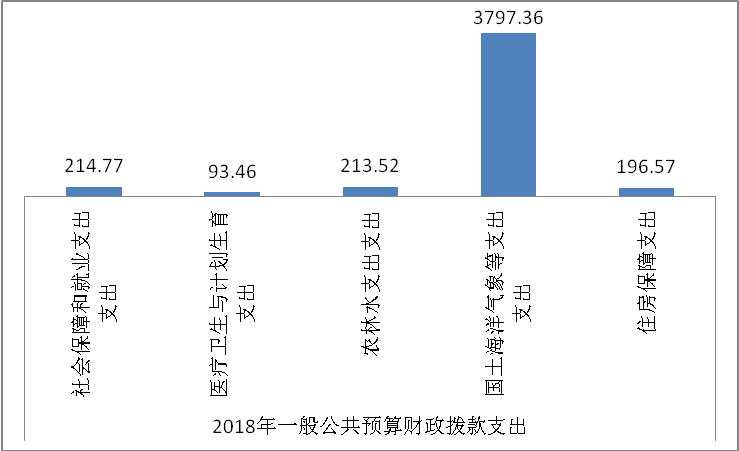 3797.36
214.77
93.46
213.52
196.57
社会保障和就业支出
支出
医疗卫生与计划生育
支出
农林水支出支出
国土海洋气象等支出
支出
住房保障支出
2018年一般公共预算财政拨款支出